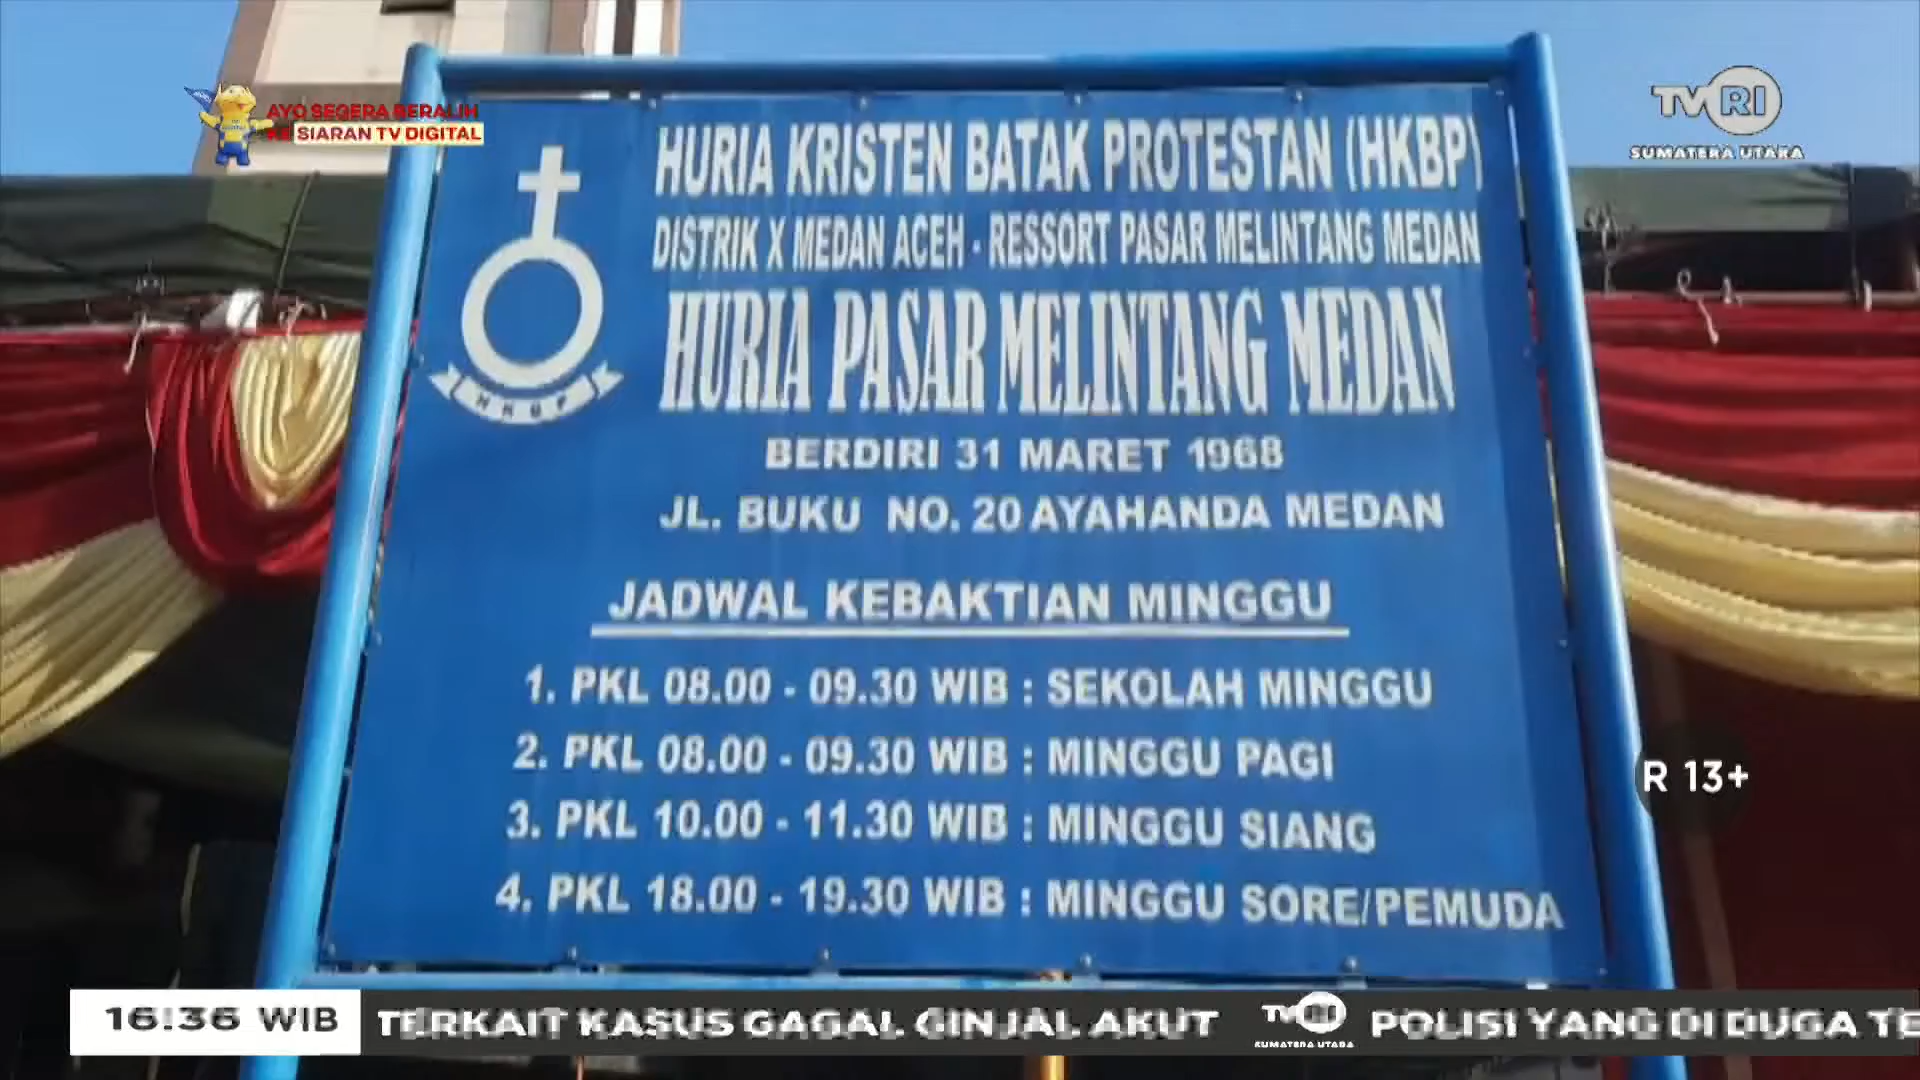 AYO SEGERA BERALIH
KE SIARAN TV DIGITAL
TVRI
SUMATERA UTARA
HURIA KRISTEN BATAK PROTESTAN (HKBP)
DISTRIK X MEDAN ACEH - RESSORT PASAR MELINTANG MEDAN
HURIA PASAR MELINTANG MEDAN
HKBP
BERDIRI 31 MARET 1968
JL. BUKU NO. 20 AYAHANDA MEDAN
JADWAL KEBAKTIAN MINGGU
1. PKL 08.00 - 09.30 WIB : SEKOLAH MINGGU
2. PKL 08.00 - 09.30 WIB : MINGGU PAGI
3. PKL 10.00 - 11.30 WIB : MINGGU SIANG
4. PKL 18.00 - 19.30 WIB : MINGGU SORE/PEMUDA
R 13+
16:36 WIB TERKAIT KASUS GAGAL GINJAL AKUT TVRI SUMATERA UTARA POLISI YANG DI DUGA TE